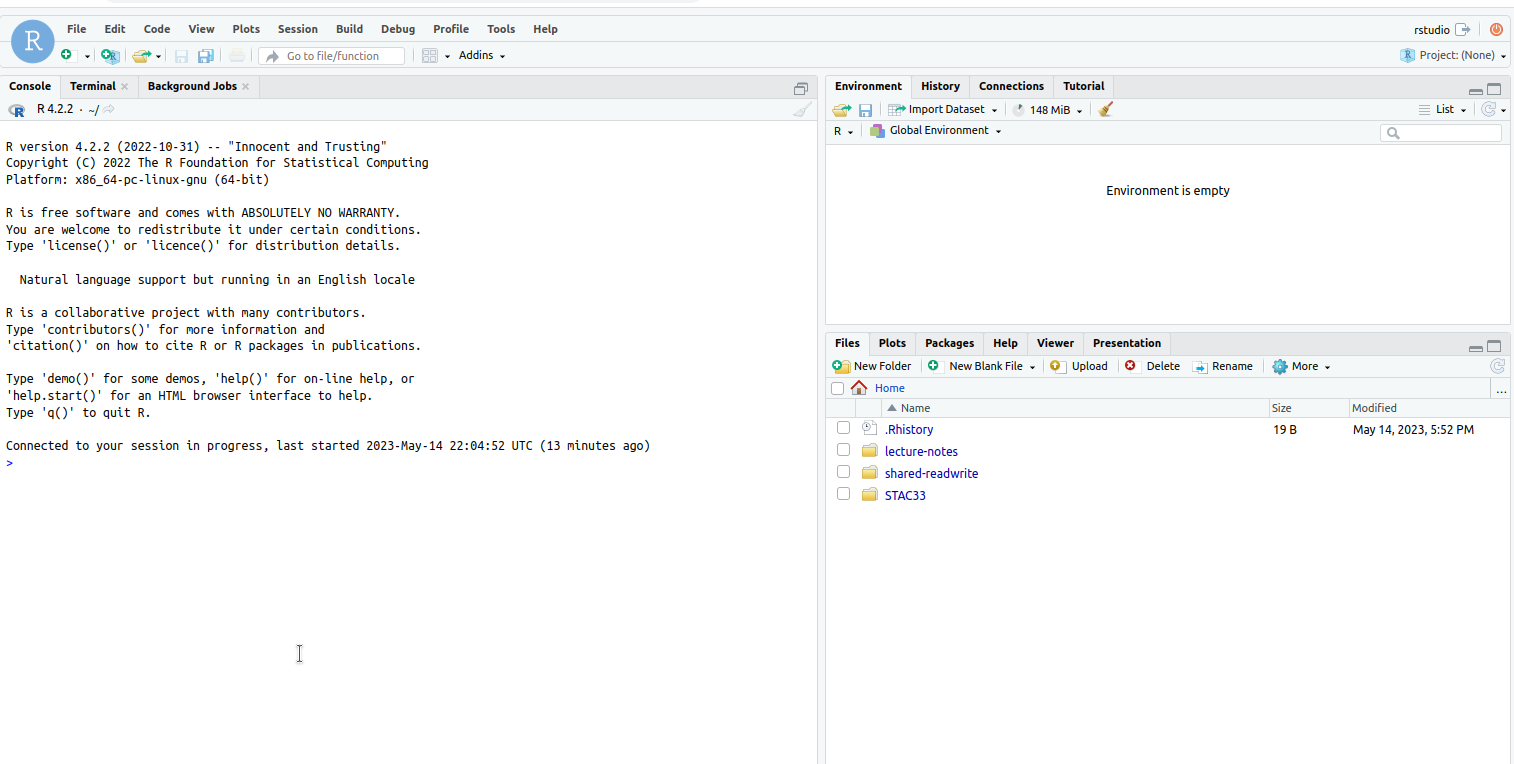 File Edit Code View Plots Session Build Debug Profile Tools Help
rstudio
R
Go to file/function
Addins
Project: (None)
Console Terminal Background Jobs
R 4.2.2 · ~/
R version 4.2.2 (2022-10-31) -- "Innocent and Trusting"
Copyright (C) 2022 The R Foundation for Statistical Computing
Platform: x86_64-pc-linux-gnu (64-bit)
R is free software and comes with ABSOLUTELY NO WARRANTY.
You are welcome to redistribute it under certain conditions.
Type 'license()' or 'licence()' for distribution details.
Natural language support but running in an English locale
R is a collaborative project with many contributors.
Type 'contributors()' for more information and
'citation()' on how to cite R or R packages in publications.
Type 'demo()' for some demos, 'help()' for on-line help, or
'help.start()' for an HTML browser interface to help.
Type 'q()' to quit R.
Connected to your session in progress, last started 2023-May-14 22:04:52 UTC (13 minutes ago)
>
Environment History Connections Tutorial
Import Dataset 148 MiB List
R Global Environment
Environment is empty
Files Plots Packages Help Viewer Presentation
New Folder New Blank File Upload Delete Rename More
Home ...
Name Size Modified
.Rhistory 19 B May 14, 2023, 5:52 PM
lecture-notes
shared-readwrite
STAC33